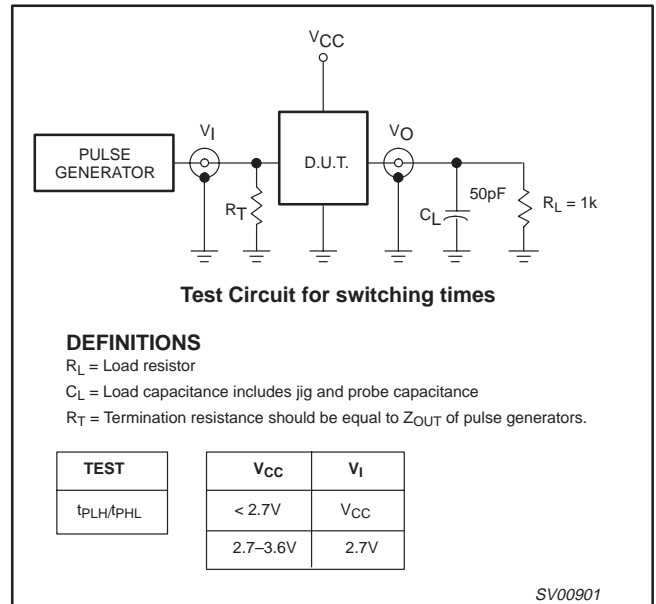 VCC
PULSE GENERATOR
VI
D.U.T.
VO
RT
50pF
CL
RL = 1k
Test Circuit for switching times
DEFINITIONS
RL = Load resistor
CL = Load capacitance includes jig and probe capacitance
RT = Termination resistance should be equal to ZOUT of pulse generators.
TEST
tPLH/tPHL
VCC VI
< 2.7V VCC
2.7–3.6V 2.7V
SV00901